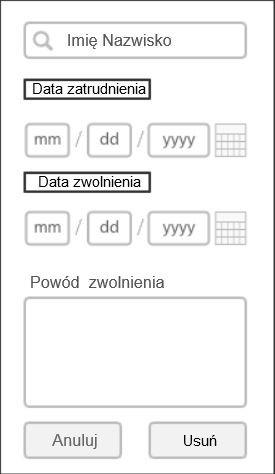 Imię Nazwisko
Data zatrudnienia
mm / dd / yyyy
Data zwolnienia
mm / dd / yyyy
Powód zwolnienia
Anuluj Usuń